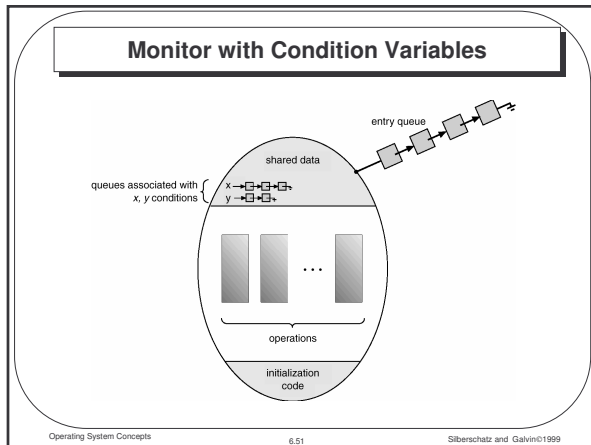 Monitor with Condition Variables
entry queue
shared data
queues associated with
x, y conditions
x
y
...
operations
initialization
code
Operating System Concepts
6.51
Silberschatz and Galvin©1999